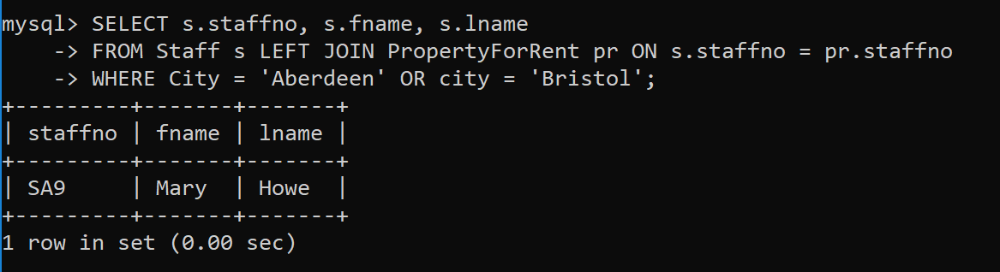 mysql> SELECT s.staffno, s.fname, s.lname
    -> FROM Staff s LEFT JOIN PropertyForRent pr ON s.staffno = pr.staffno
    -> WHERE City = 'Aberdeen' OR city = 'Bristol';
+---------+-------+-------+
| staffno | fname | lname |
+---------+-------+-------+
| SA9     | Mary  | Howe  |
+---------+-------+-------+
1 row in set (0.00 sec)